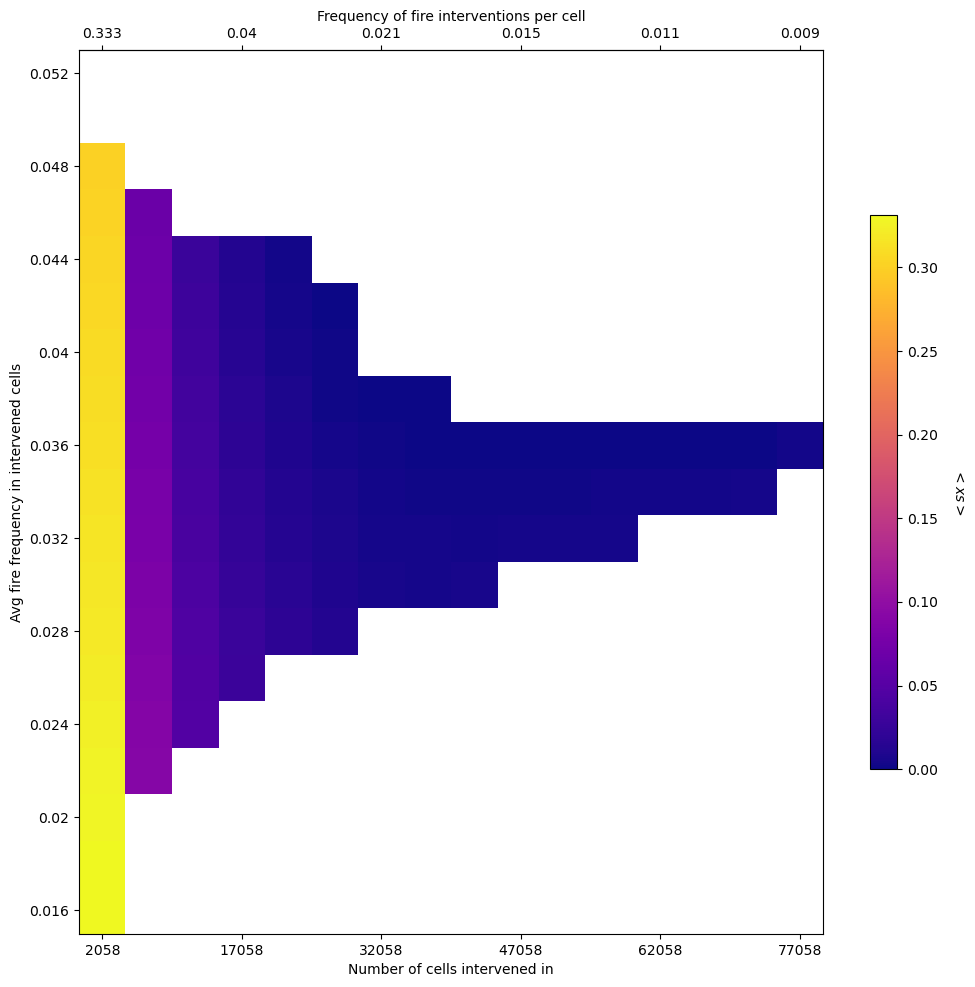 Frequency of fire interventions per cell
0.333 0.04 0.021 0.015 0.011 0.009
0.052
0.048
0.044
0.04
0.036
0.032
0.028
0.024
0.02
0.016
Avg fire frequency in intervened cells
2058 17058 32058 47058 62058 77058
Number of cells intervened in
0.30
0.25
0.20
0.15
0.10
0.05
0.00
< sx >